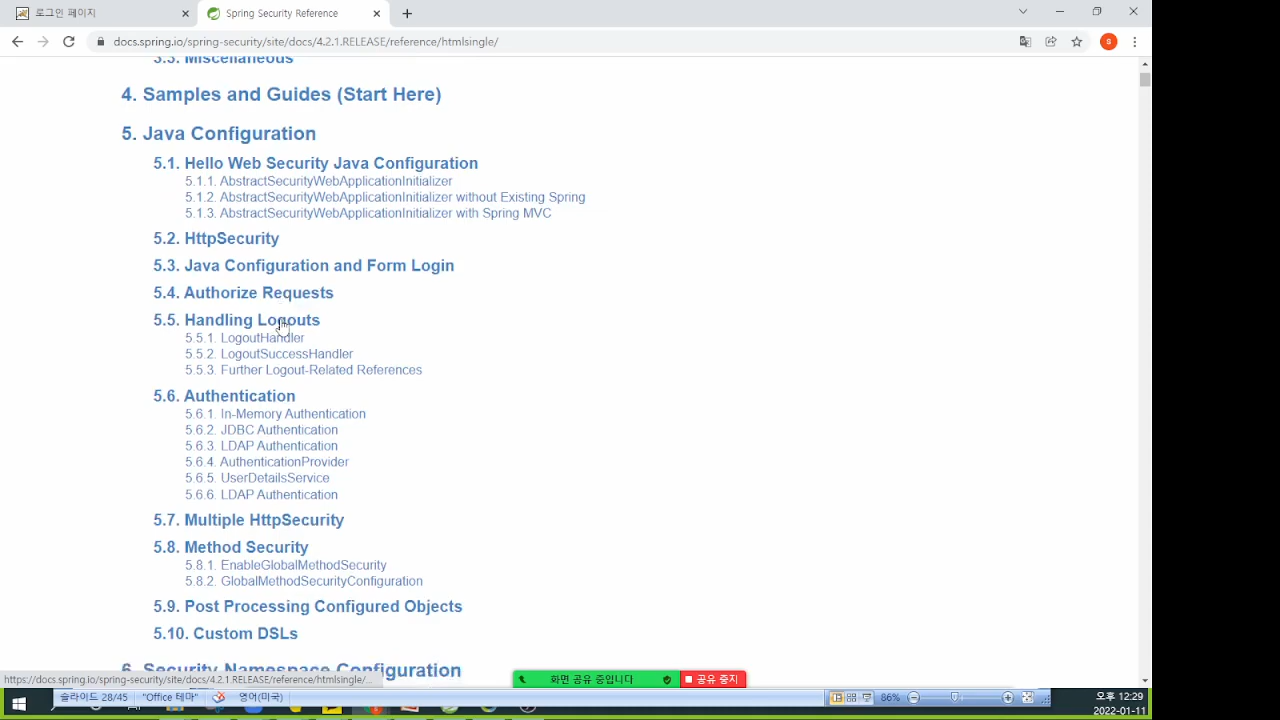 로그인 페이지
Spring Security Reference
docs.spring.io/spring-security/site/docs/4.2.1.RELEASE/reference/htmlsingle/
3.3. Miscellaneous
4. Samples and Guides (Start Here)
5. Java Configuration
5.1. Hello Web Security Java Configuration
5.1.1. AbstractSecurityWebApplicationInitializer
5.1.2. AbstractSecurityWebApplicationInitializer without Existing Spring
5.1.3. AbstractSecurityWebApplicationInitializer with Spring MVC
5.2. HttpSecurity
5.3. Java Configuration and Form Login
5.4. Authorize Requests
5.5. Handling Logouts
5.5.1. LogoutHandler
5.5.2. LogoutSuccessHandler
5.5.3. Further Logout-Related References
5.6. Authentication
5.6.1. In-Memory Authentication
5.6.2. JDBC Authentication
5.6.3. LDAP Authentication
5.6.4. AuthenticationProvider
5.6.5. UserDetailsService
5.6.6. LDAP Authentication
5.7. Multiple HttpSecurity
5.8. Method Security
5.8.1. EnableGlobalMethodSecurity
5.8.2. GlobalMethodSecurityConfiguration
5.9. Post Processing Configured Objects
5.10. Custom DSLs
6. Security Namespace Configuration
https://docs.spring.io/spring-security/site/docs/4.2.1.RELEASE/reference/htmlsingle/...
화면 공유 중입니다
공유 중지
슬라이드 28/45
"Office 테마"
영어(미국)
86%
오후 12:29
2022-01-11